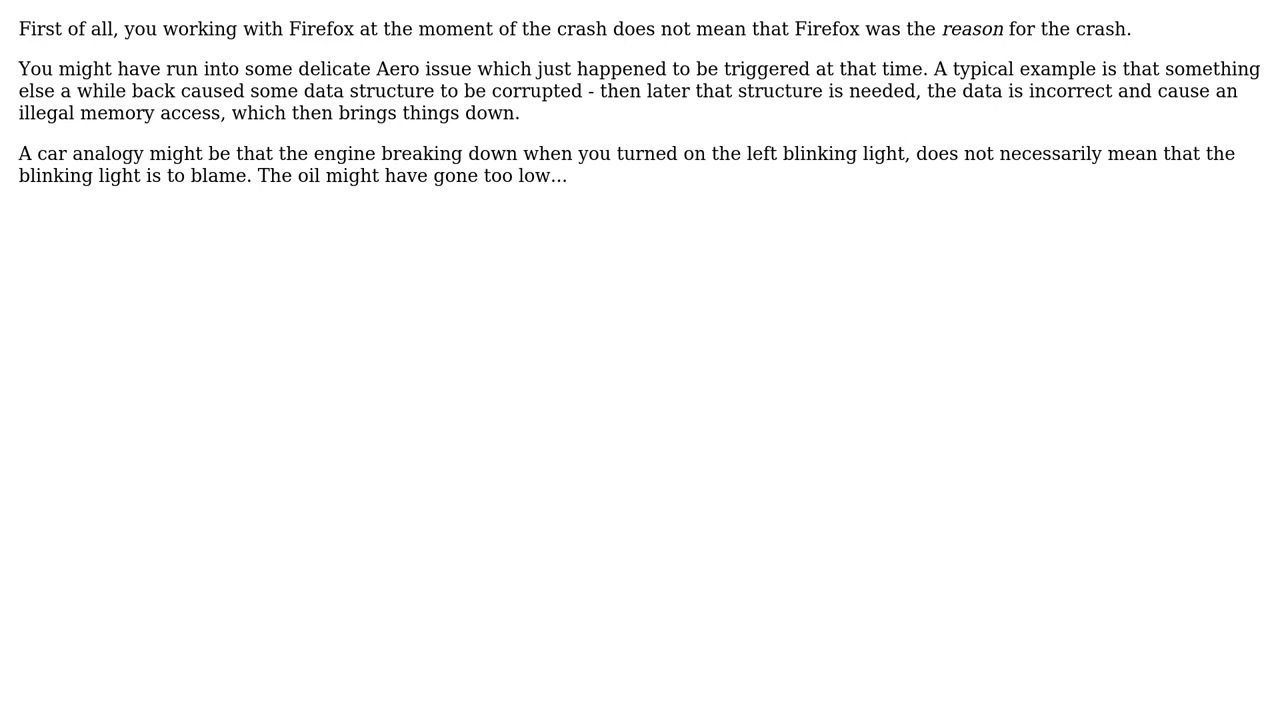 First of all, you working with Firefox at the moment of the crash does not mean that Firefox was the reason for the crash.
You might have run into some delicate Aero issue which just happened to be triggered at that time. A typical example is that something
else a while back caused some data structure to be corrupted - then later that structure is needed, the data is incorrect and cause an
illegal memory access, which then brings things down.
A car analogy might be that the engine breaking down when you turned on the left blinking light, does not necessarily mean that the
blinking light is to blame. The oil might have gone too low...